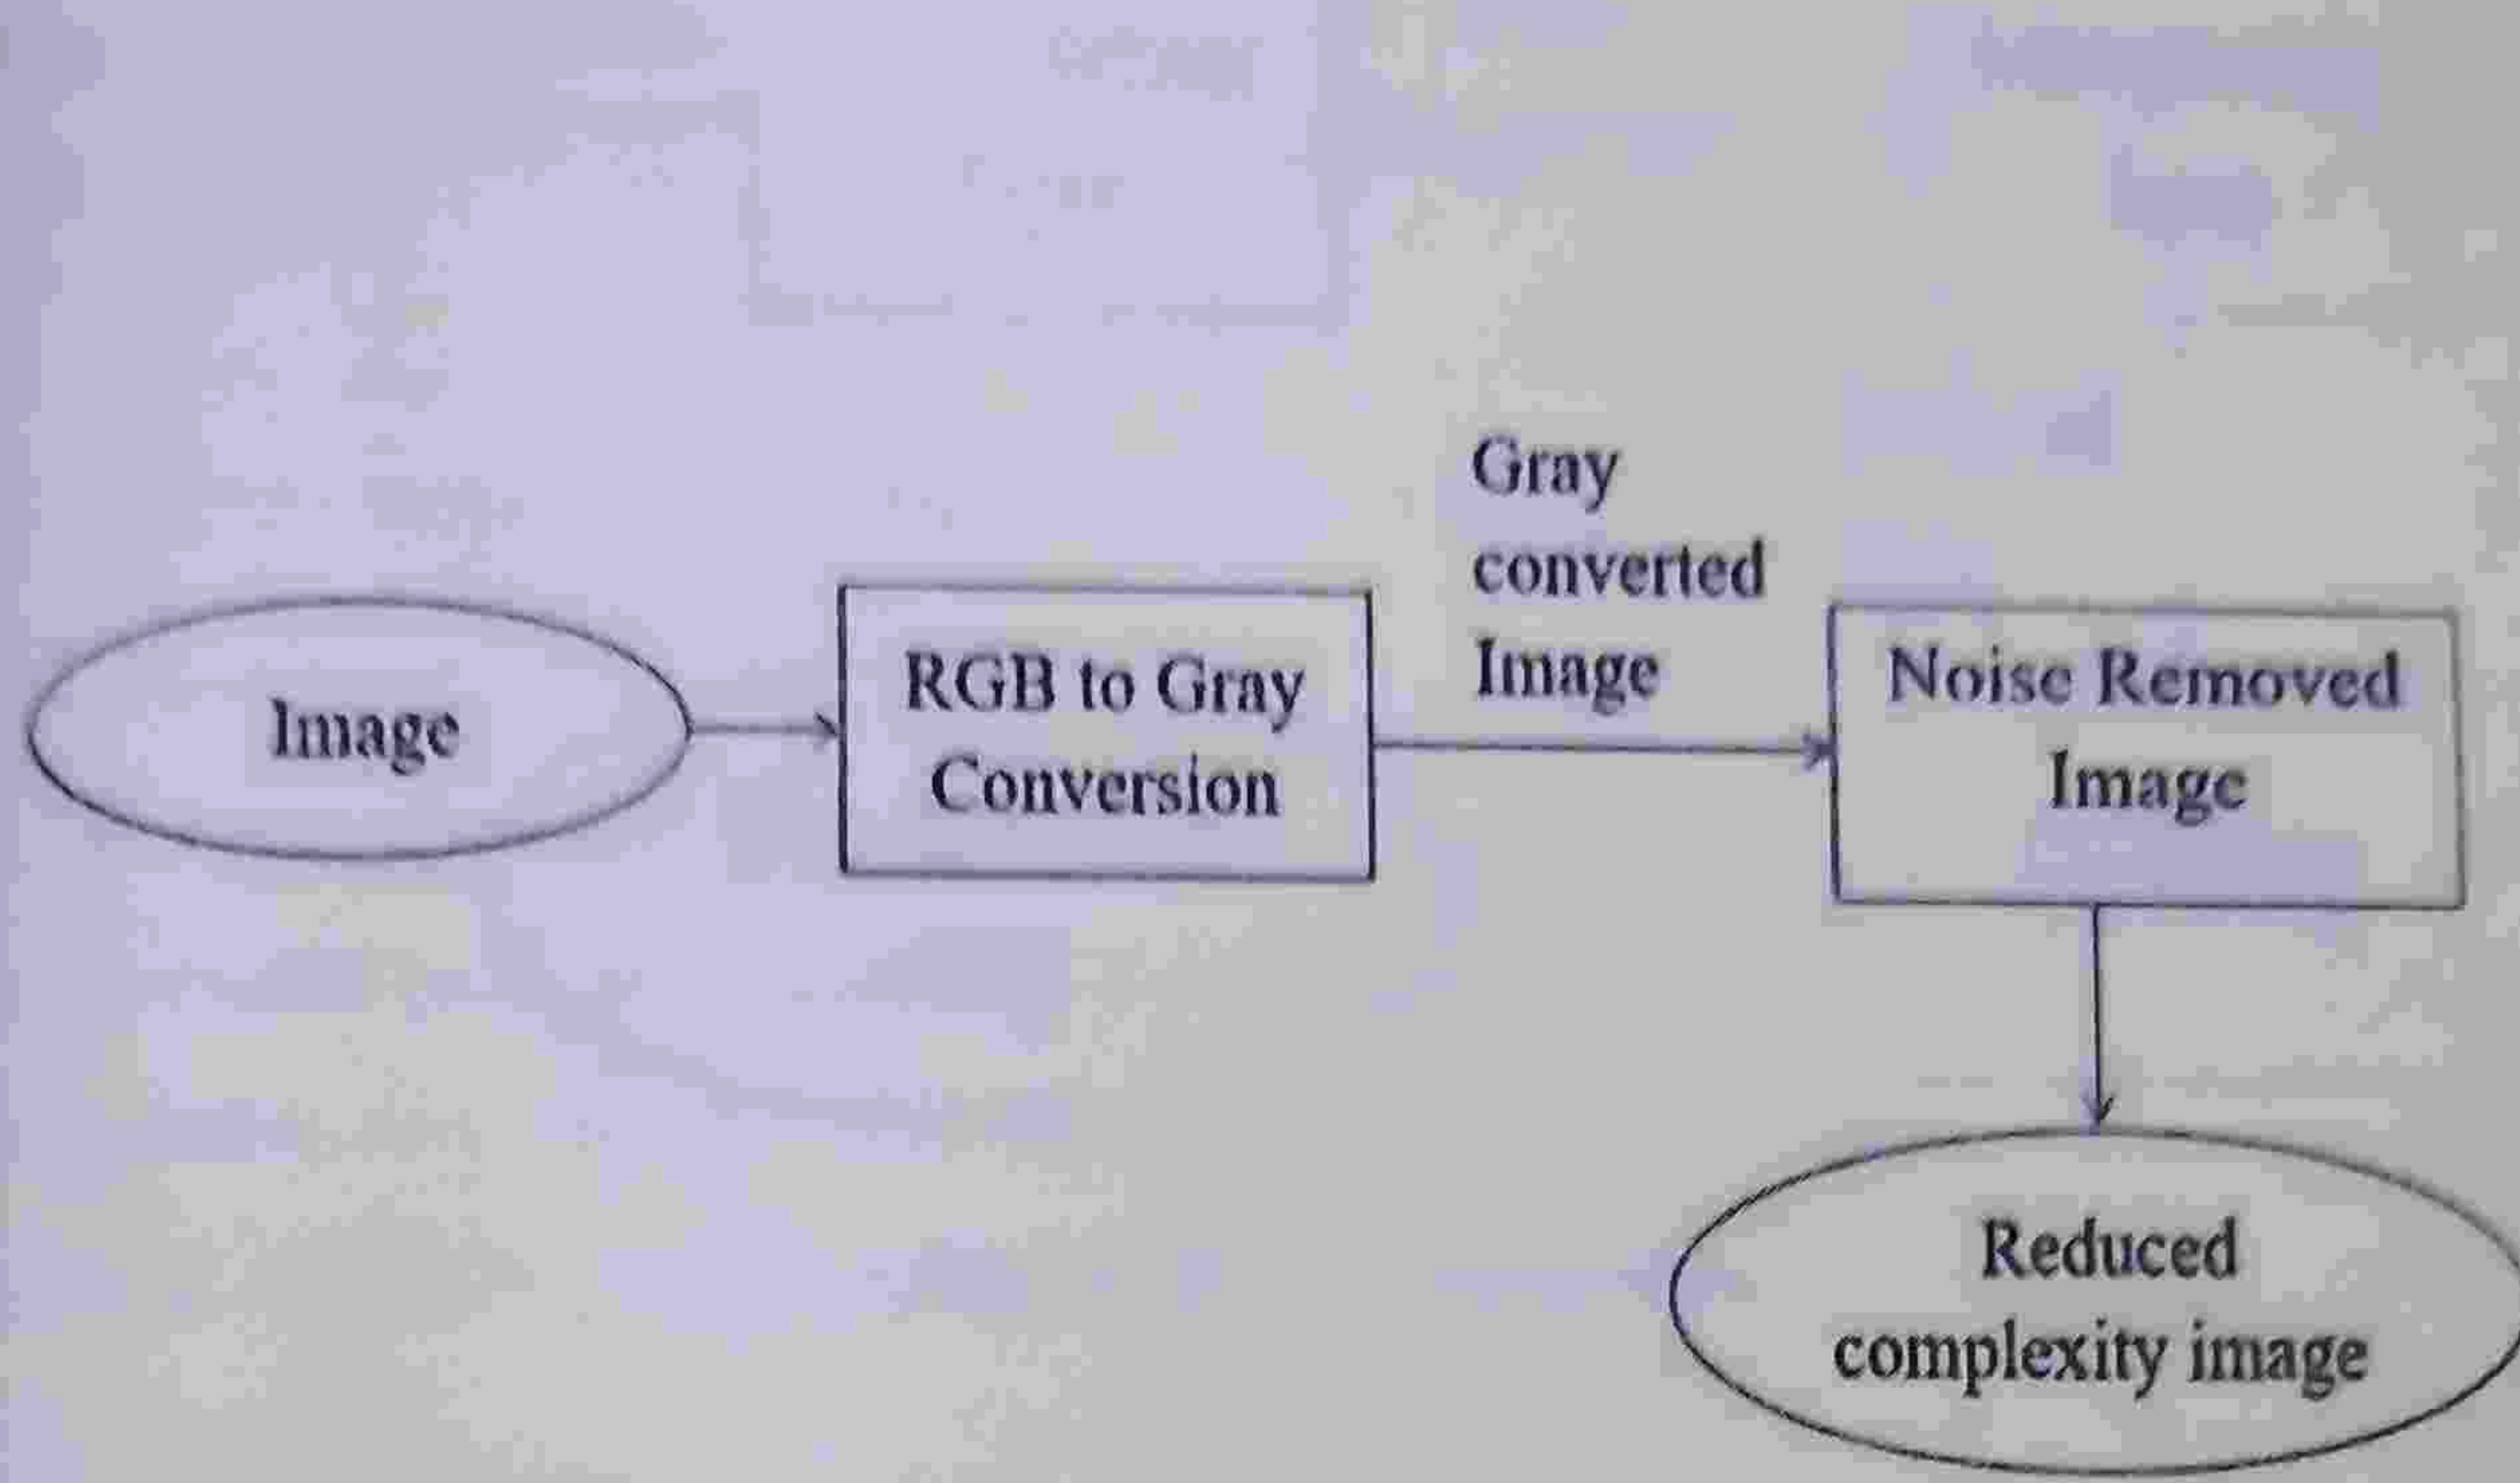 Image
RGB to Gray
Conversion
Gray
converted
Image
Noise Removed
Image
Reduced
complexity image